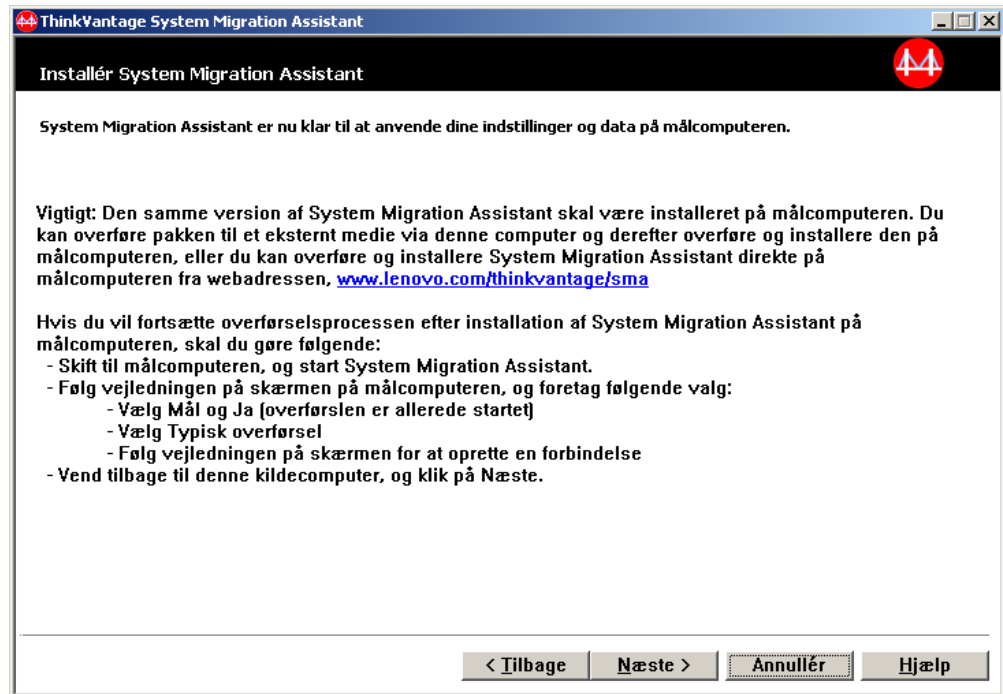 ThinkVantage System Migration Assistant
Installér System Migration Assistant
System Migration Assistant er nu klar til at anvende dine indstillinger og data på målcomputeren.
Vigtigt: Den samme version af System Migration Assistant skal være installeret på målcomputeren. Du
kan overføre pakken til et eksternt medie via denne computer og derefter overføre og installere den på
målcomputeren, eller du kan overføre og installere System Migration Assistant direkte på
målcomputeren fra webadressen, www.lenovo.com/thinkvantage/sma
Hvis du vil fortsætte overførselsprocessen efter installation af System Migration Assistant på
målcomputeren, skal du gøre følgende:
- Skift til målcomputeren, og start System Migration Assistant.
- Følg vejledningen på skærmen på målcomputeren, og foretag følgende valg:
- Vælg Mål og Ja (overførslen er allerede startet)
- Vælg Typisk overførsel
- Følg vejledningen på skærmen for at oprette en forbindelse
- Vend tilbage til denne kildecomputer, og klik på Næste.
< Tilbage Næste > Annullér Hjælp